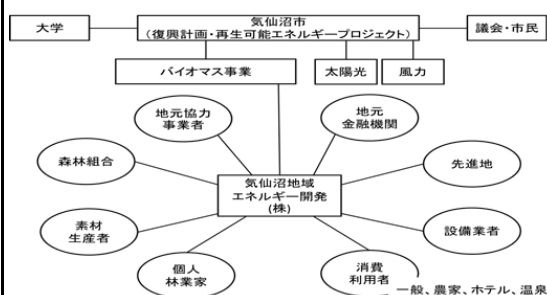 大学
気仙沼市
(復興計画・再生可能エネルギープロジェクト)
議会・市民
バイオマス事業
太陽光
風力
地元協力
事業者
地元
金融機関
森林組合
気仙沼地域
エネルギー開発
(株)
先進地
素材
生産者
設備業者
個人
林業家
消費
利用者
一般、農家、ホテル、温泉